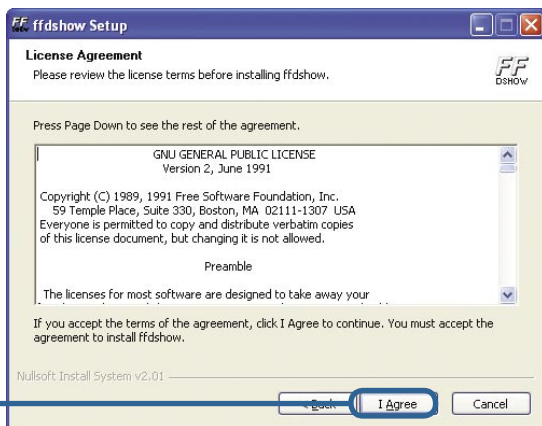 ffdshow Setup
License Agreement
Please review the license terms before installing ffdshow.
FF
DSHOW
Press Page Down to see the rest of the agreement.
GNU GENERAL PUBLIC LICENSE
Version 2, June 1991
Copyright (C) 1989, 1991 Free Software Foundation, Inc.
59 Temple Place, Suite 330, Boston, MA 02111-1307 USA
Everyone is permitted to copy and distribute verbatim copies
of this license document, but changing it is not allowed.
Preamble
The licenses for most software are designed to take away your
If you accept the terms of the agreement, click I Agree to continue. You must accept the
agreement to install ffdshow.
Nullsoft Install System v2.01
< Back I Agree Cancel